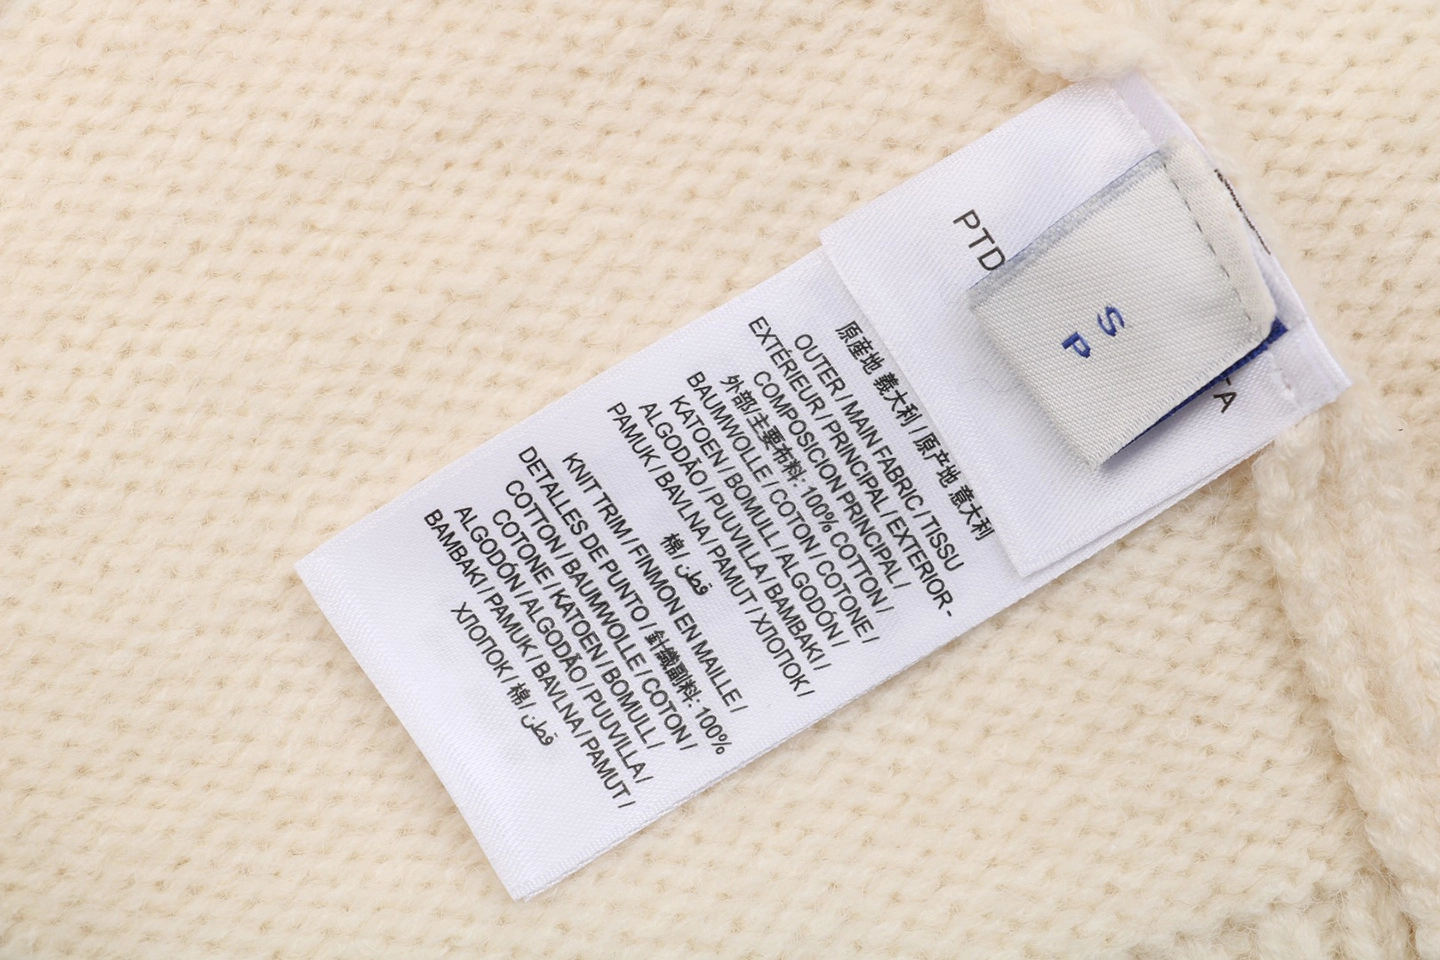 PTD
-A
S
P
原産地 義大利 / 原产地 意大利
OUTER / MAIN FABRIC / TISSU
EXTÉRIEUR / PRINCIPAL / EXTERIOR -
COMPOSICION PRINCIPAL /
外部/主要布料: 100% COTTON /
BAUMWOLLE / COTON / COTONE /
KATOEN / BOMULL / ALGODÓN /
ALGODÃO / PUUVILLA / BAMBAKI /
PAMUK / BAVLNA / PAMUT / ХЛОПОК /
棉/ قطن
KNIT TRIM / FINMON EN MAILLE /
DETALLES DE PUNTO / 針織副料: 100%
COTTON / BAUMWOLLE / COTON /
COTONE / KATOEN / BOMULL /
ALGODÓN / ALGODÃO / PUUVILLA /
BAMBAKI / PAMUK / BAVLNA / PAMUT /
ХЛОПОК / 棉/ قطن